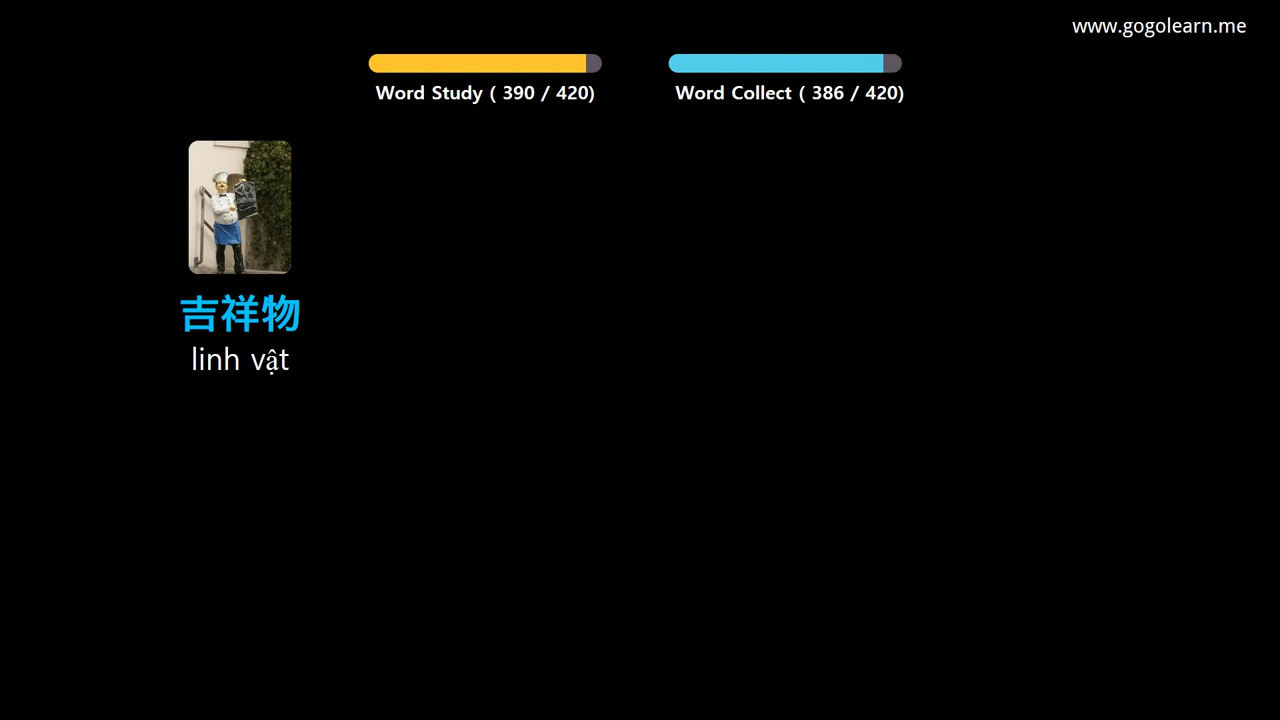 www.gogolearn.me
Word Study ( 390 / 420)
Word Collect ( 386 / 420)
吉祥物
linh vật